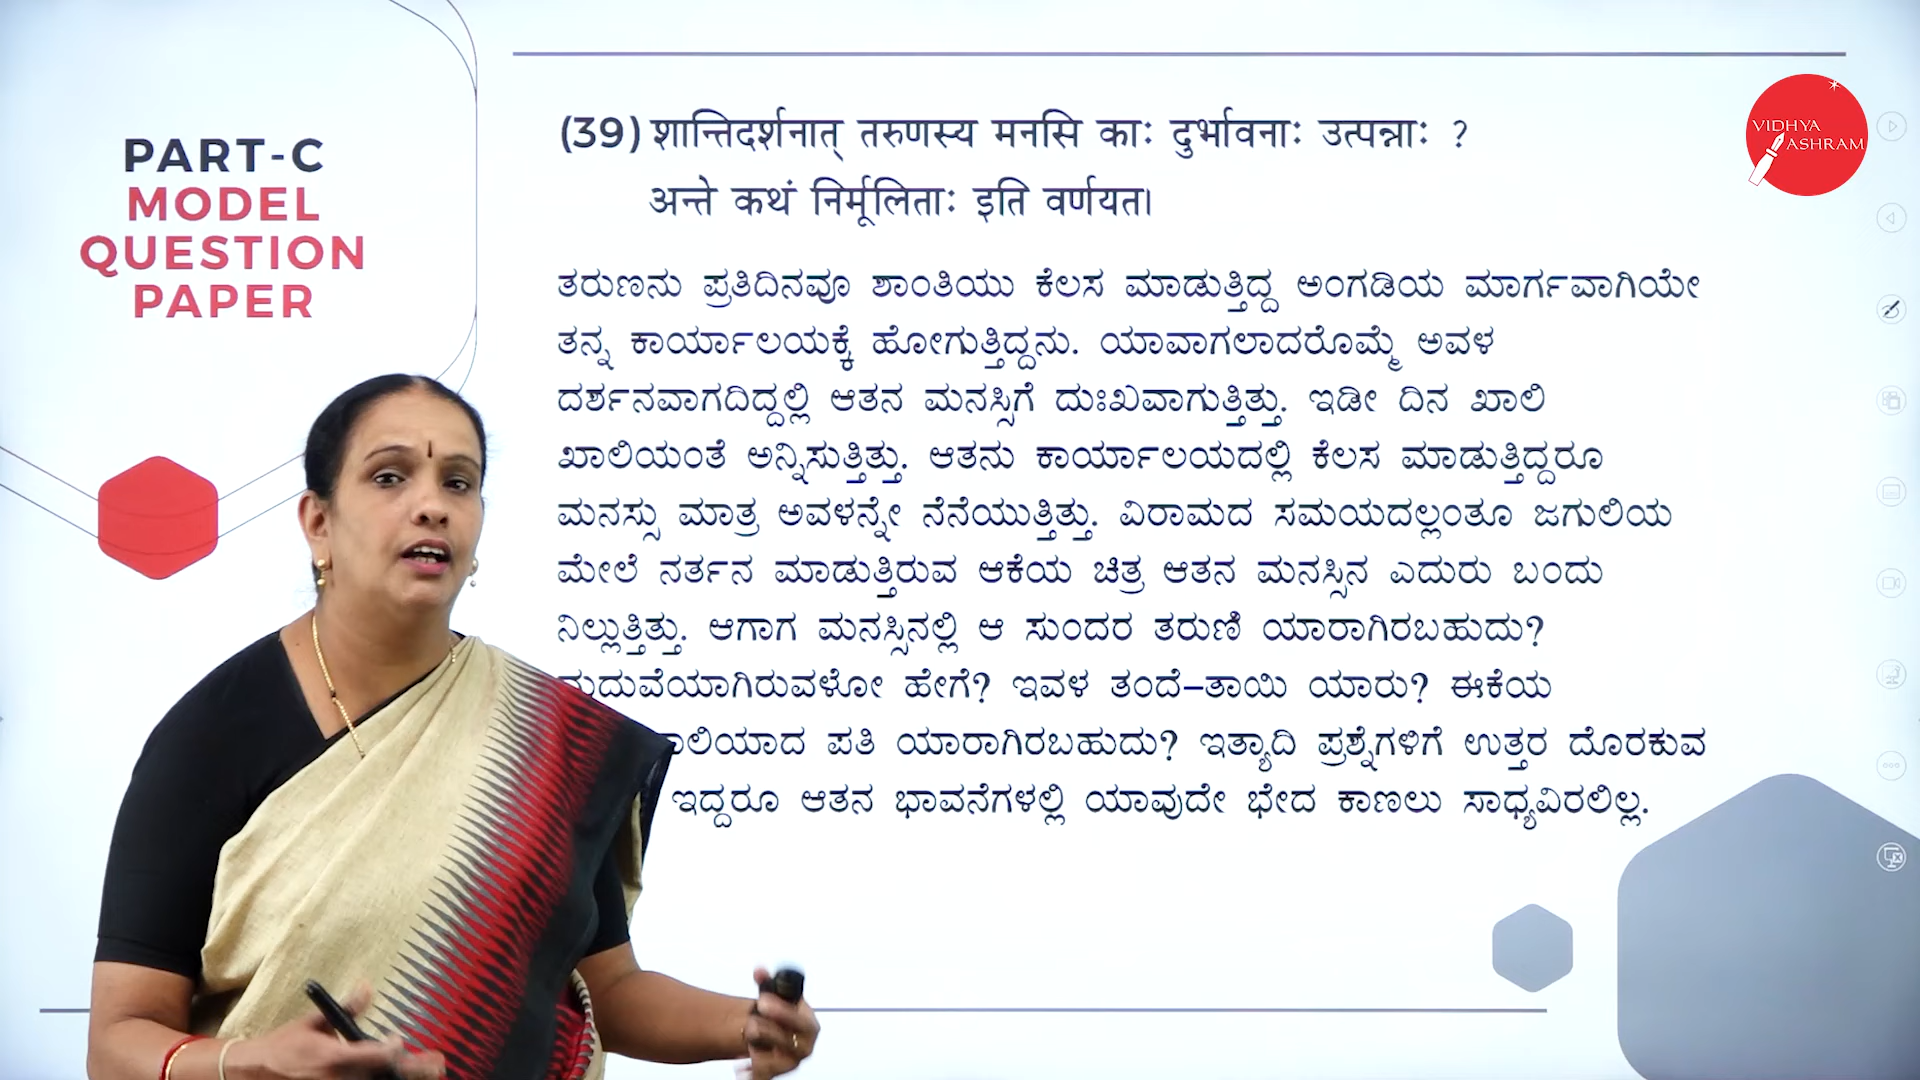 PART-C
MODEL
QUESTION
PAPER
VIDHYA
ASHRAM
(39) शान्तिदर्शनात् तरुणस्य मनसि काः दुर्भावनाः उत्पन्नाः ?
अन्ते कथं निर्मूलिताः इति वर्णयत।
ತರುಣನು ಪ್ರತಿದಿನವೂ ಶಾಂತಿಯು ಕೆಲಸ ಮಾಡುತ್ತಿದ್ದ ಅಂಗಡಿಯ ಮಾರ್ಗವಾಗಿಯೇ
ತನ್ನ ಕಾರ್ಯಾಲಯಕ್ಕೆ ಹೋಗುತ್ತಿದ್ದನು. ಯಾವಾಗಲಾದರೊಮ್ಮೆ ಅವಳ
ದರ್ಶನವಾಗದಿದ್ದಲ್ಲಿ ಆತನ ಮನಸ್ಸಿಗೆ ದುಃಖವಾಗುತ್ತಿತ್ತು. ಇಡೀ ದಿನ ಖಾಲಿ
ಖಾಲಿಯಂತೆ ಅನ್ನಿಸುತ್ತಿತ್ತು. ಆತನು ಕಾರ್ಯಾಲಯದಲ್ಲಿ ಕೆಲಸ ಮಾಡುತ್ತಿದ್ದರೂ
ಮನಸ್ಸು ಮಾತ್ರ ಅವಳನ್ನೇ ನೆನೆಯುತ್ತಿತ್ತು. ವಿರಾಮದ ಸಮಯದಲ್ಲಂತೂ ಜಗುಲಿಯ
ಮೇಲೆ ನರ್ತನ ಮಾಡುತ್ತಿರುವ ಆಕೆಯ ಚಿತ್ರ ಆತನ ಮನಸ್ಸಿನ ಎದುರು ಬಂದು
ನಿಲ್ಲುತ್ತಿತ್ತು. ಆಗಾಗ ಮನಸ್ಸಿನಲ್ಲಿ ಆ ಸುಂದರ ತರುಣಿ ಯಾರಾಗಿರಬಹುದು?
ಮದುವೆಯಾಗಿರುವಳೋ ಹೇಗೆ? ಇವಳ ತಂದೆ-ತಾಯಿ ಯಾರು? ಈಕೆಯ
ಪತಿ ಯಾರಾಗಿರಬಹುದು? ಇತ್ಯಾದಿ ಪ್ರಶ್ನೆಗಳಿಗೆ ಉತ್ತರ ದೊರಕುವ
ಇದ್ದರೂ ಆತನ ಭಾವನೆಗಳಲ್ಲಿ ಯಾವುದೇ ಭೇದ ಕಾಣಲು ಸಾಧ್ಯವಿರಲಿಲ್ಲ.